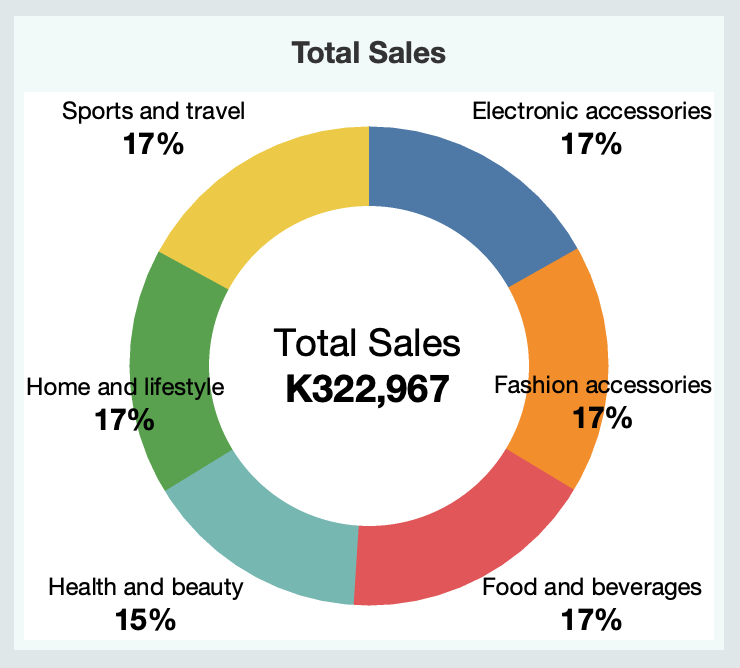 Total Sales
Sports and travel
17%
Electronic accessories
17%
Total Sales
K322,967
Home and lifestyle
17%
Fashion accessories
17%
Health and beauty
15%
Food and beverages
17%